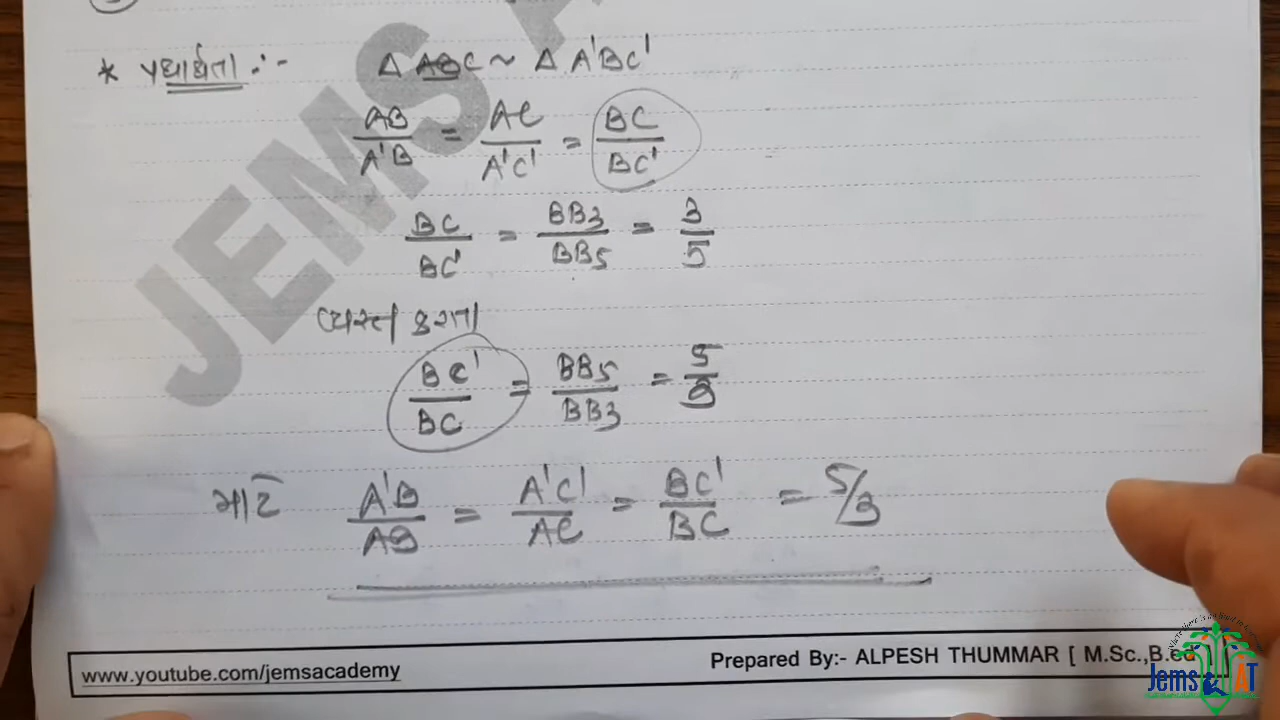 * યથાર્થતા :-  Δ ABC ~ Δ A'BC'
AB/A'B = AC/A'C' = BC/BC'
BC/BC' = BB3/BB5 = 3/5
વ્યસ્ત કરતા
BC'/BC = BB5/BB3 = 5/3
માટે A'B/AB = A'C'/AC = BC'/BC = 5/3
www.youtube.com/jemsacademy
Prepared By:- ALPESH THUMMAR [ M.Sc.,B.ed
Jems AT
JEMS A